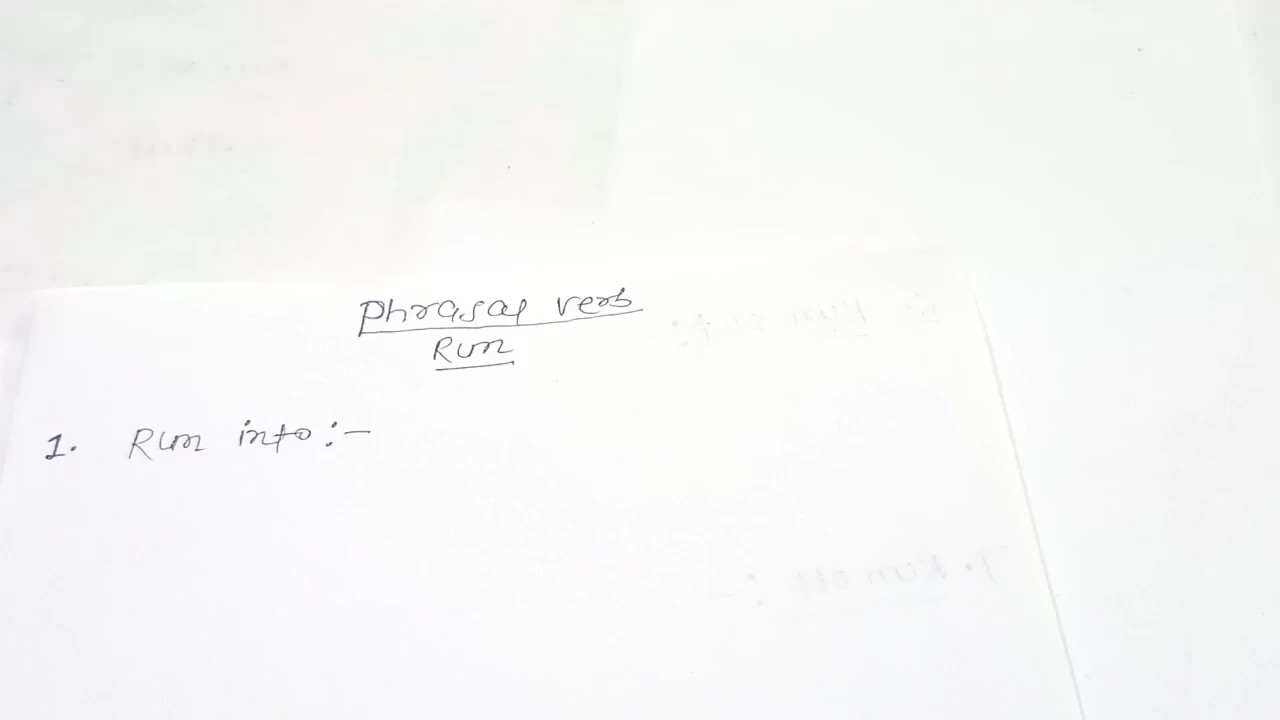 Phrasal verb
Run
1. Run into :-